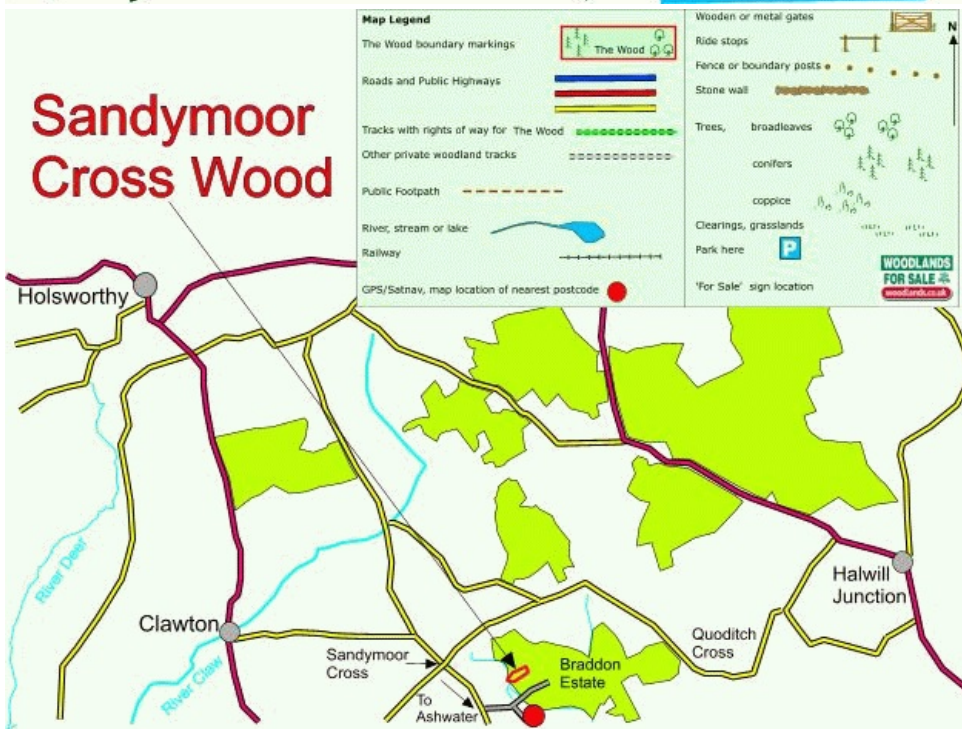 Sandymoor
Cross Wood
Map Legend
The Wood boundary markings
The Wood
Roads and Public Highways
Tracks with rights of way for The Wood
Other private woodland tracks
Public Footpath
River, stream or lake
Railway
GPS/Satnav, map location of nearest postcode
Wooden or metal gates
N
Ride stops
Fence or boundary posts
Stone wall
Trees, broadleaves
conifers
coppice
Clearings, grasslands
Park here
P
'For Sale' sign location
WOODLANDS
FOR SALE
woodlands.co.uk
Holsworthy
River Deer
Clawton
River Claw
Sandymoor
Cross
To
Ashwater
Braddon
Estate
Quoditch
Cross
Halwill
Junction